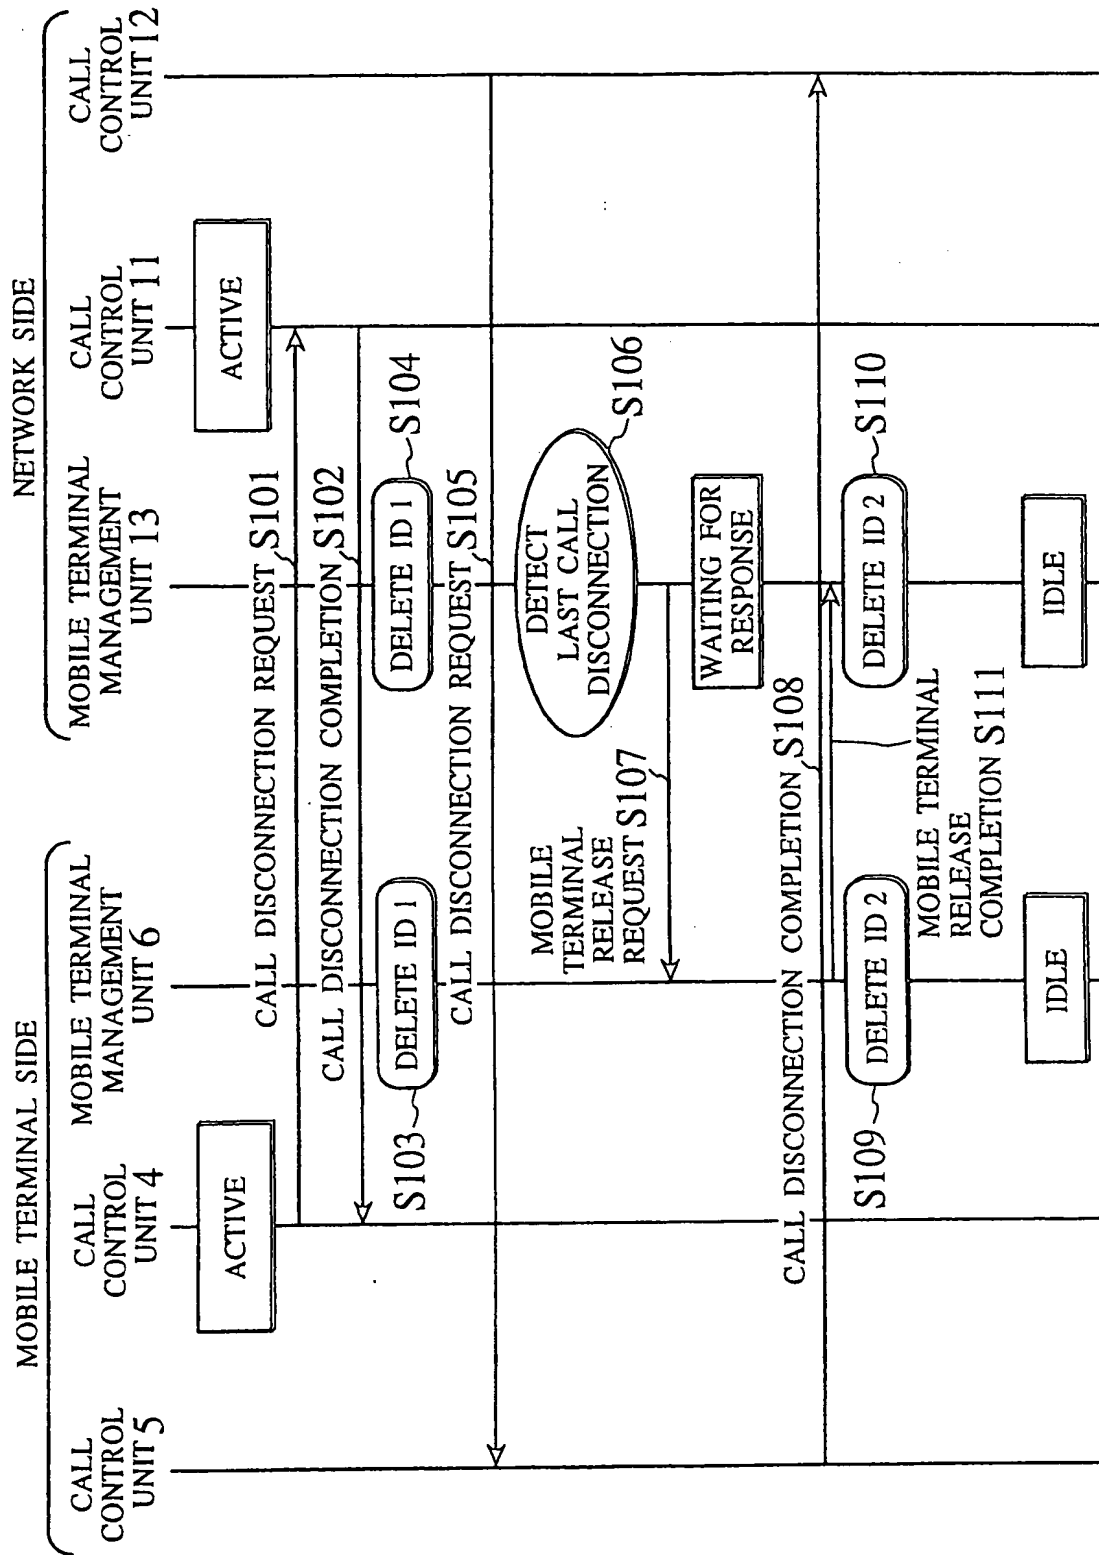 MOBILE TERMINAL SIDE
NETWORK SIDE
CALL
CONTROL
UNIT 5
CALL
CONTROL
UNIT 4
MOBILE TERMINAL
MANAGEMENT
UNIT 6
MOBILE TERMINAL
MANAGEMENT
UNIT 13
CALL
CONTROL
UNIT 11
CALL
CONTROL
UNIT 12
ACTIVE
ACTIVE
CALL DISCONNECTION REQUEST S101
CALL DISCONNECTION COMPLETION S102
S103
DELETE ID 1
DELETE ID 1
S104
CALL DISCONNECTION REQUEST S105
DETECT
LAST CALL
DISCONNECTION
S106
MOBILE
TERMINAL
RELEASE
REQUEST S107
WAITING FOR
RESPONSE
CALL DISCONNECTION COMPLETION S108
S109
DELETE ID 2
DELETE ID 2
S110
MOBILE TERMINAL
RELEASE
COMPLETION S111
IDLE
IDLE